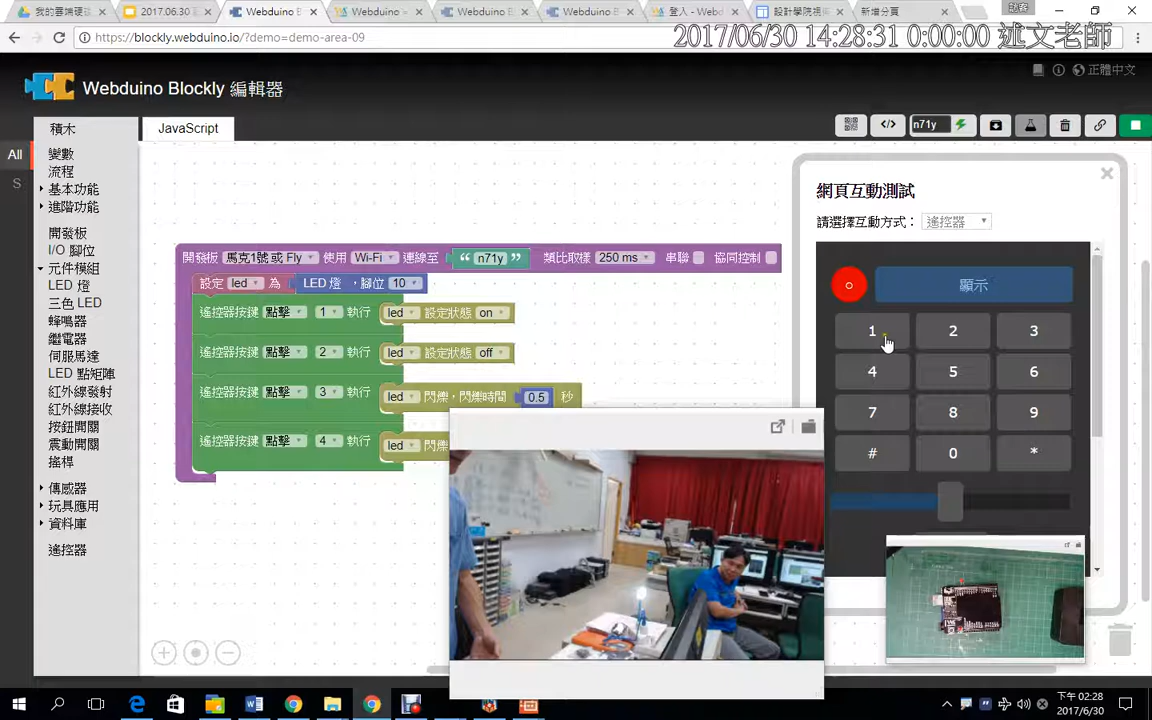 我的雲端硬碟
2017.06.30
Webduino B
Webduino
Webduino B
Webduino B
登入 - Webd
設計學院視
新增分頁
訪客
https://blockly.webduino.io/?demo=demo-area-09
2017/06/30 14:28:31 0:00:00 述文老師
Webduino Blockly 編輯器
正體中文
積木
JavaScript
n71y
All
S
變數
流程
基本功能
進階功能
開發板
I/O 腳位
元件模組
LED 燈
三色 LED
蜂鳴器
繼電器
伺服馬達
LED 點矩陣
紅外線發射
紅外線接收
按鈕開關
震動開關
搖桿
傳感器
玩具應用
資料庫
遙控器
開發板 馬克1號 或 Fly 使用 Wi-Fi 連線至 “ n71y ” 類比取樣 250 ms 串聯 協同控制
設定 led 為 LED 燈 ，腳位 10
遙控器按鍵 點擊 1 執行 led 設定狀態 on
遙控器按鍵 點擊 2 執行 led 設定狀態 off
遙控器按鍵 點擊 3 執行 led 閃爍，閃爍時間 0.5 秒
遙控器按鍵 點擊 4 執行 led 閃爍
網頁互動測試
請選擇互動方式： 遙控器
顯示
1 2 3
4 5 6
7 8 9
# 0 *
下午 02:28
2017/6/30